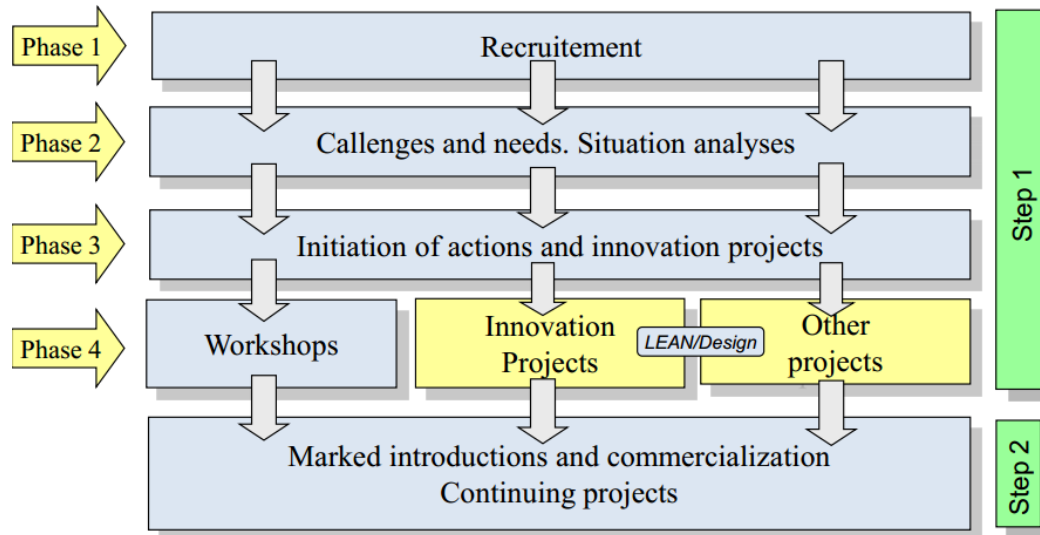 Phase 1
Recruitement
Phase 2
Callenges and needs. Situation analyses
Phase 3
Initiation of actions and innovation projects
Phase 4
Workshops
Innovation
Projects
LEAN/Design
Other
projects
Step 1
Marked introductions and commercialization
Continuing projects
Step 2